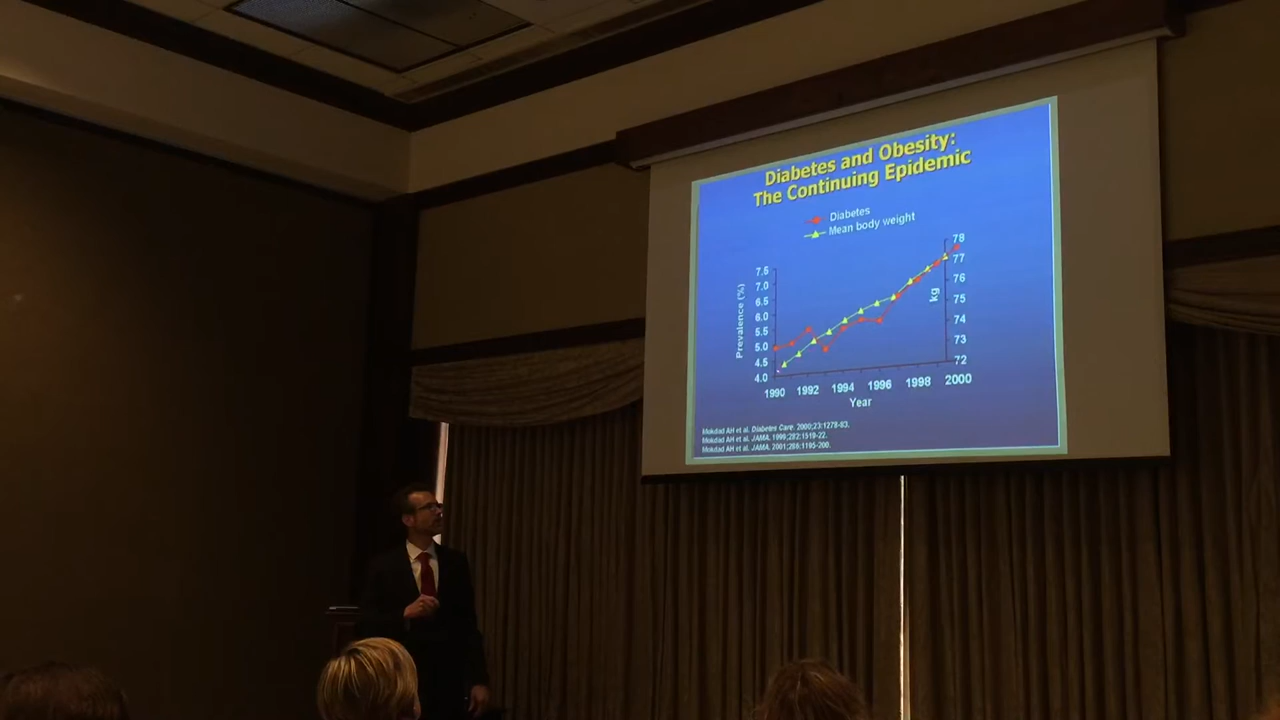 Diabetes and Obesity:
The Continuing Epidemic
Diabetes
Mean body weight
Prevalence (%)
7.5
7.0
6.5
6.0
5.5
5.0
4.5
4.0
78
77
76
75
74
73
72
kg
1990 1992 1994 1996 1998 2000
Year
Mokdad AH et al. Diabetes Care. 2000;23:1278-83.
Mokdad AH et al. JAMA. 1999;282:1519-22.
Mokdad AH et al. JAMA. 2001;286:1195-200.